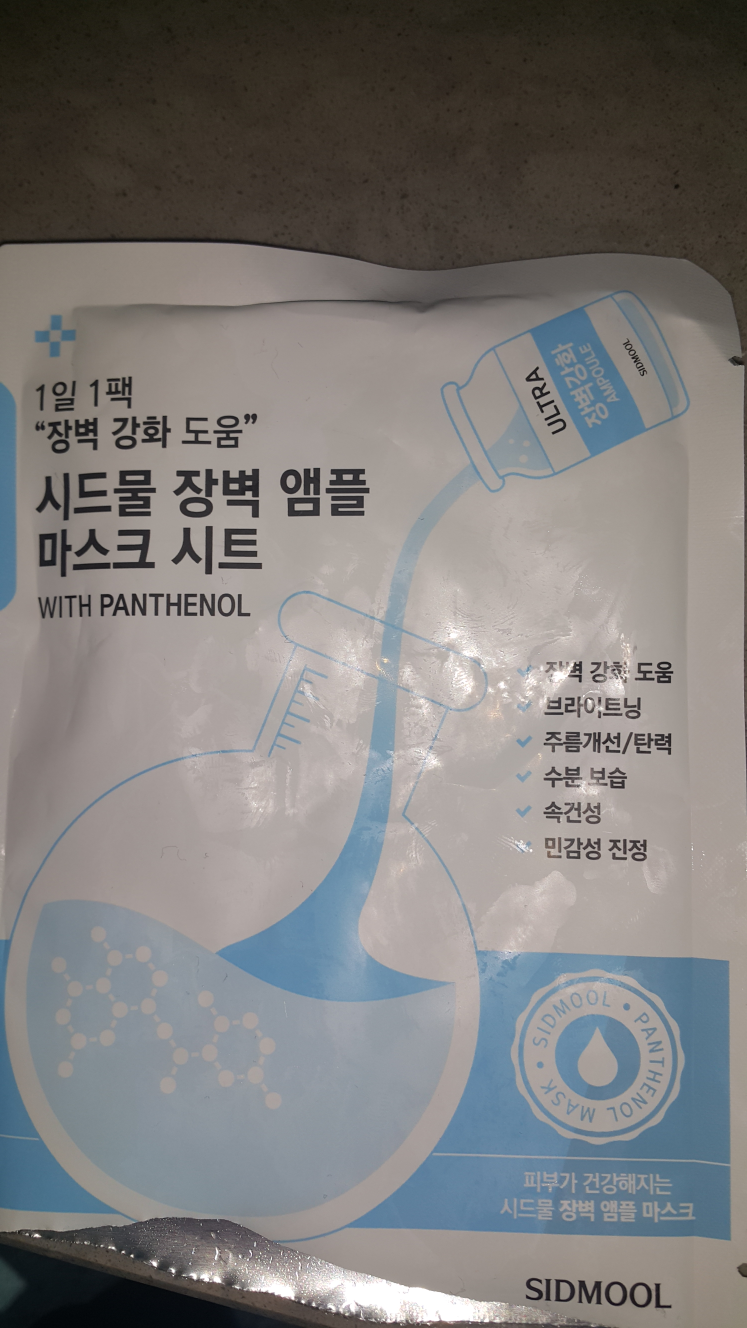 1일 1팩
“장벽 강화 도움”
시드물 장벽 앰플
마스크 시트
WITH PANTHENOL
ULTRA
장벽강화
AMPOULE
SIDMOOL
장벽 강화 도움
브라이트닝
주름개선/탄력
수분 보습
속건성
민감성 진정
SIDMOOL • PANTHENOL MASK •
피부가 건강해지는
시드물 장벽 앰플 마스크
SIDMOOL